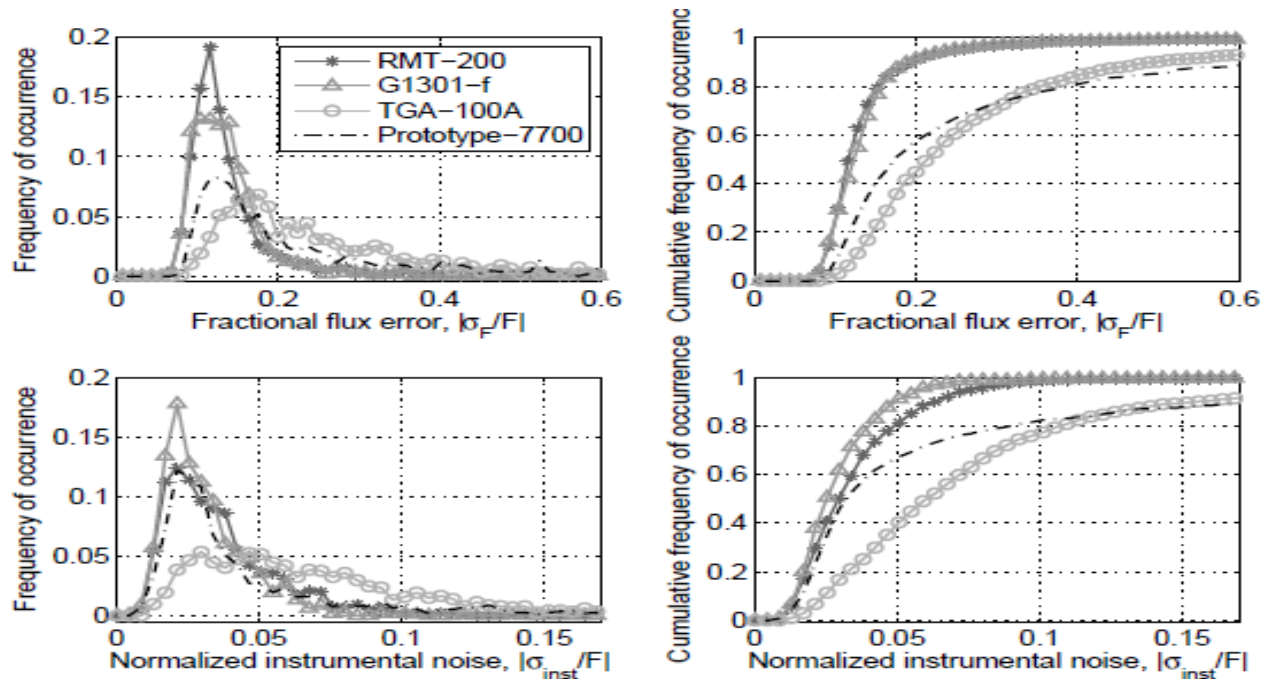 Frequency of occurrence
0.2
0.15
0.1
0.05
0
0 0.2 0.4 0.6
Fractional flux error, |σF/F|
RMT−200
G1301−f
TGA−100A
Prototype−7700
Cumulative frequency of occurrenc
1
0.8
0.6
0.4
0.2
0
0 0.2 0.4 0.6
Fractional flux error, |σF/F|
Frequency of occurrence
0.2
0.15
0.1
0.05
0
0 0.05 0.1 0.15
Normalized instrumental noise, |σinst/F|
Cumulative frequency of occurrence
1
0.8
0.6
0.4
0.2
0
0 0.05 0.1 0.15
Normalized instrumental noise, |σinst/F|